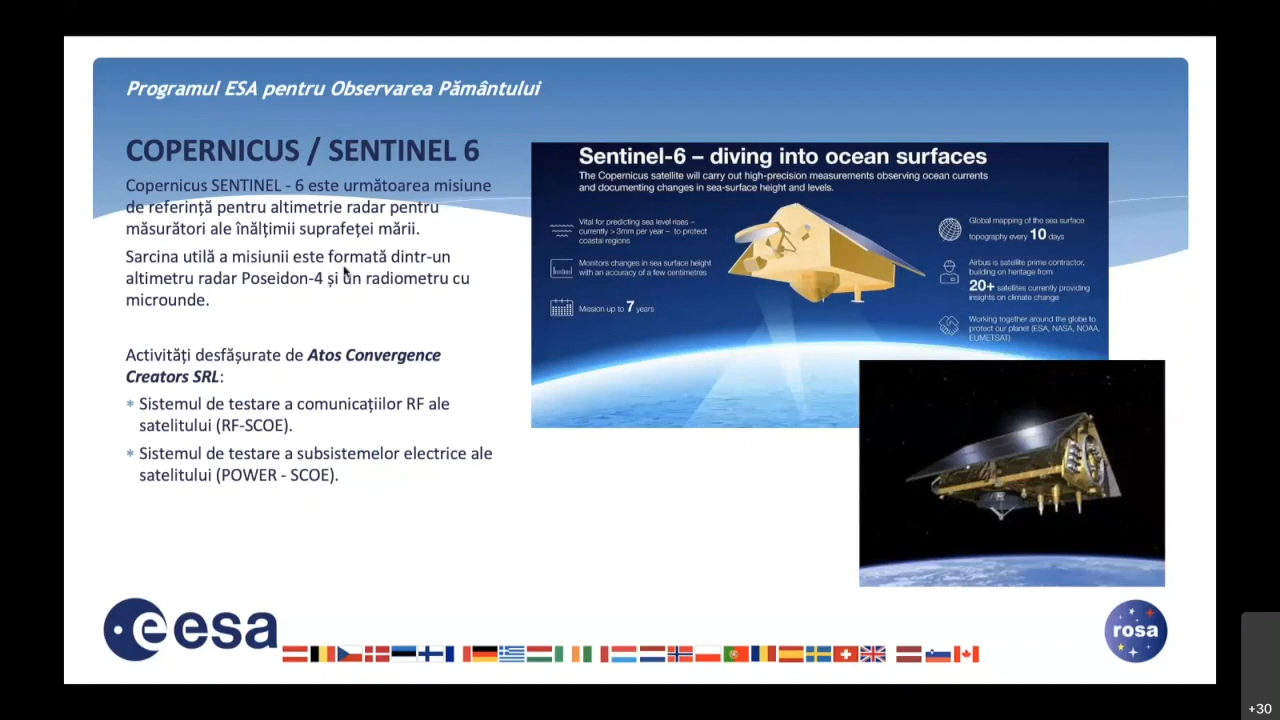 Programul ESA pentru Observarea Pământului
COPERNICUS / SENTINEL 6
Copernicus SENTINEL - 6 este următoarea misiune
de referință pentru altimetrie radar pentru
măsurători ale înălțimii suprafeței mării.
Sarcina utilă a misiunii este formată dintr-un
altimetru radar Poseidon-4 și un radiometru cu
microunde.
Activități desfășurate de Atos Convergence
Creators SRL:
* Sistemul de testare a comunicațiilor RF ale
satelitului (RF-SCOE).
* Sistemul de testare a subsistemelor electrice ale
satelitului (POWER - SCOE).
Sentinel-6 – diving into ocean surfaces
The Copernicus satellite will carry out high-precision measurements observing ocean currents
and documenting changes in sea-surface height and levels.
Vital for predicting sea level rises –
currently > 3mm per year – to protect
coastal regions
Monitors changes in sea surface height
with an accuracy of a few centimetres
Mission up to 7 years
Global mapping of the sea surface
topography every 10 days
Airbus is satellite prime contractor,
building on heritage from
20+ satellites currently providing
insights on climate change
Working together around the globe to
protect our planet (ESA, NASA, NOAA,
EUMETSAT)
esa
rosa
+30